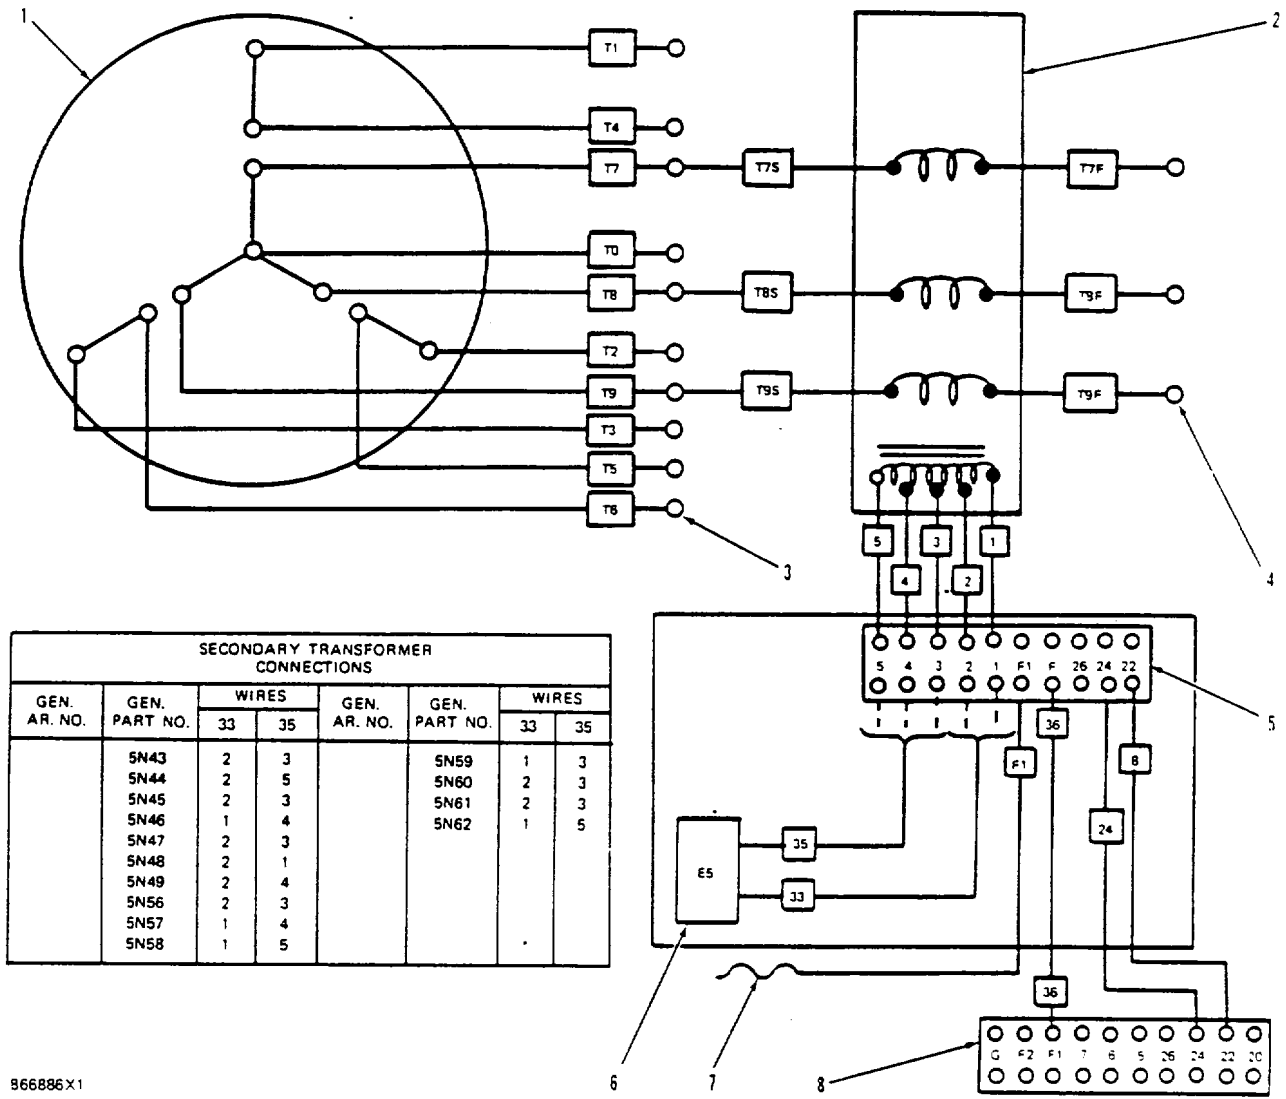 1
2
T1
T4
T7
T7S
T7F
T0
T8
T8S
T2
T9
T9S
T9F
T3
T5
T6
3
4
5 3 1
4 2
SECONDARY TRANSFORMER
CONNECTIONS
GEN. AR. NO. GEN. PART NO. WIRES GEN. AR. NO. GEN. PART NO. WIRES
33 35 33 35
5N43 2 3 5N59 1 3
5N44 2 5 5N60 2 3
5N45 2 3 5N61 2 3
5N46 1 4 5N62 1 5
5N47 2 3
5N48 2 1
5N49 2 4
5N56 2 3
5N57 1 4
5N58 1 5
5 4 3 2 1 F1 F 26 24 22
5
36
F1
8
24
35
E5
33
36
6
7
8
G F2 F1 7 6 5 26 24 22 20
966886X1